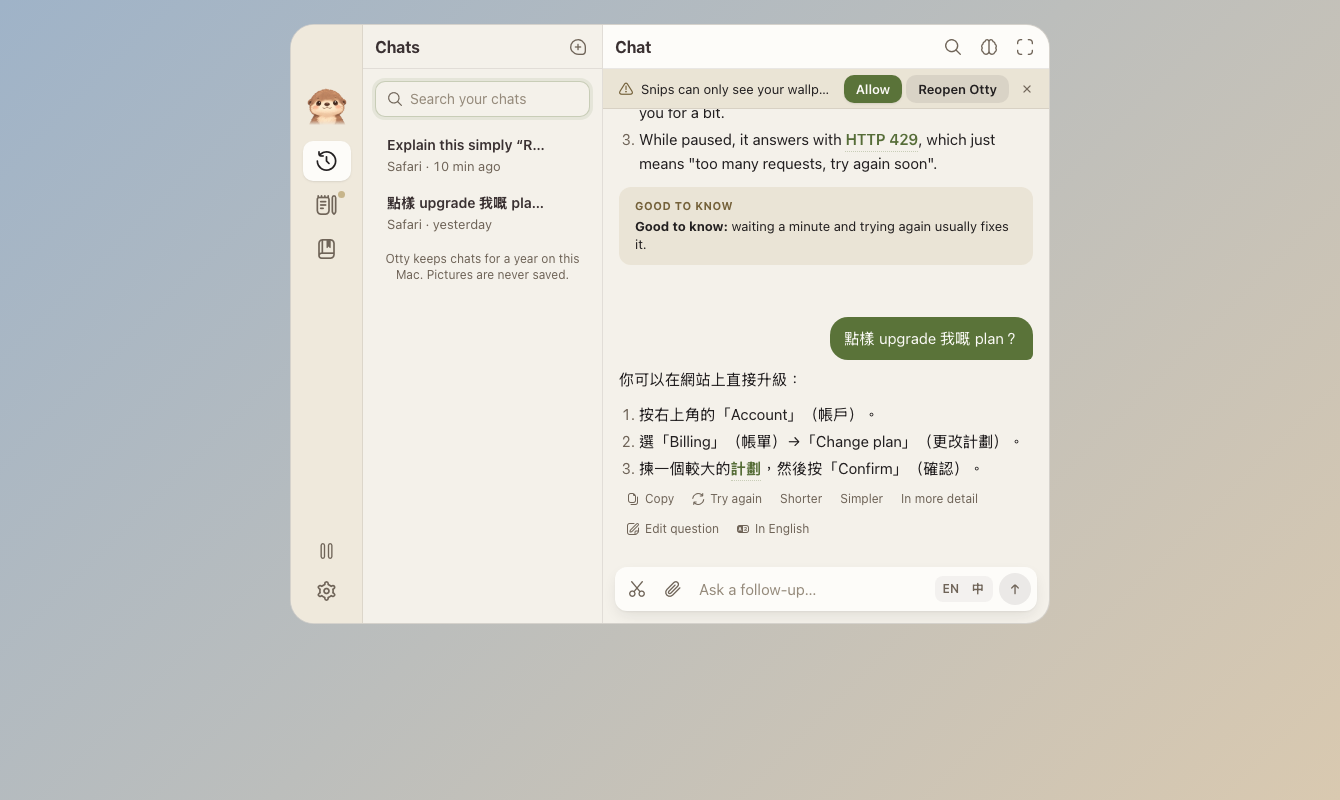 Chats
Search your chats
Explain this simply “R...
Safari · 10 min ago
點樣 upgrade 我嘅 pla...
Safari · yesterday
Otty keeps chats for a year on this
Mac. Pictures are never saved.
Chat
Snips can only see your wallp...
Allow
Reopen Otty
you for a bit.
3. While paused, it answers with HTTP 429, which just
means "too many requests, try again soon".
GOOD TO KNOW
Good to know: waiting a minute and trying again usually fixes
it.
點樣 upgrade 我嘅 plan？
你可以在網站上直接升級：
1. 按右上角的「Account」（帳戶）。
2. 選「Billing」（帳單）→「Change plan」（更改計劃）。
3. 揀一個較大的計劃，然後按「Confirm」（確認）。
Copy
Try again
Shorter
Simpler
In more detail
Edit question
In English
Ask a follow-up...
EN 中